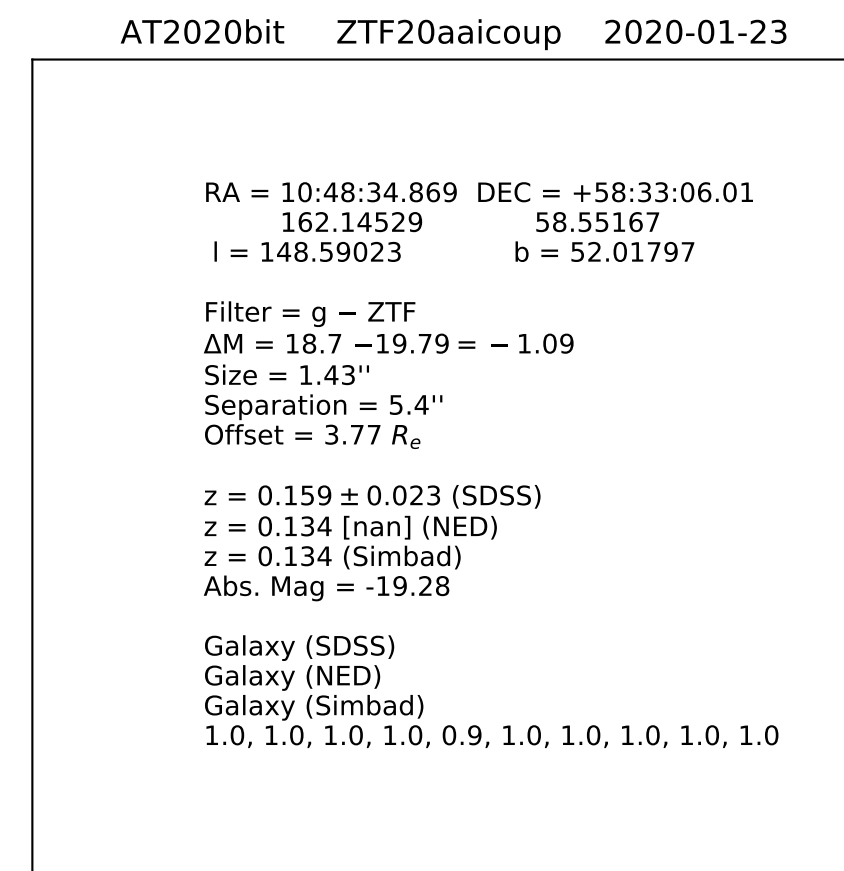 AT2020bit ZTF20aaicoup 2020-01-23
RA = 10:48:34.869 DEC = +58:33:06.01
162.14529 58.55167
l = 148.59023 b = 52.01797
Filter = g − ZTF
ΔM = 18.7 −19.79 = − 1.09
Size = 1.43''
Separation = 5.4''
Offset = 3.77 Re
z = 0.159 ± 0.023 (SDSS)
z = 0.134 [nan] (NED)
z = 0.134 (Simbad)
Abs. Mag = -19.28
Galaxy (SDSS)
Galaxy (NED)
Galaxy (Simbad)
1.0, 1.0, 1.0, 1.0, 0.9, 1.0, 1.0, 1.0, 1.0, 1.0